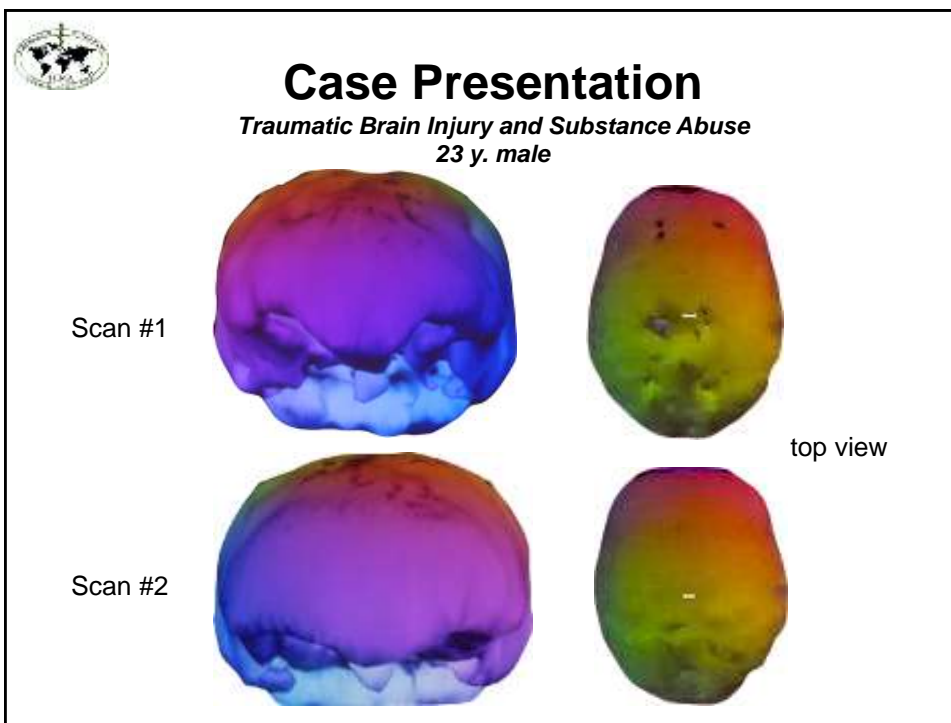 Case Presentation
Traumatic Brain Injury and Substance Abuse
23 y. male
Scan #1
top view
Scan #2